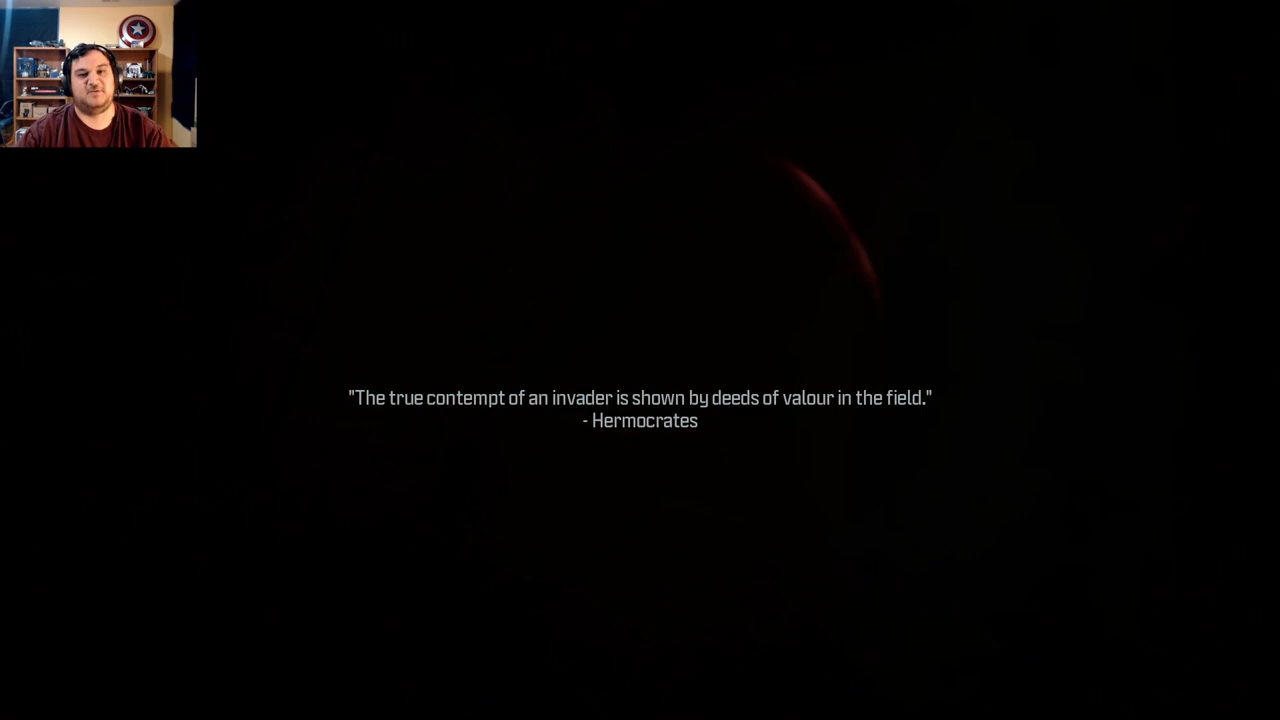 "The true contempt of an invader is shown by deeds of valour in the field."
- Hermocrates